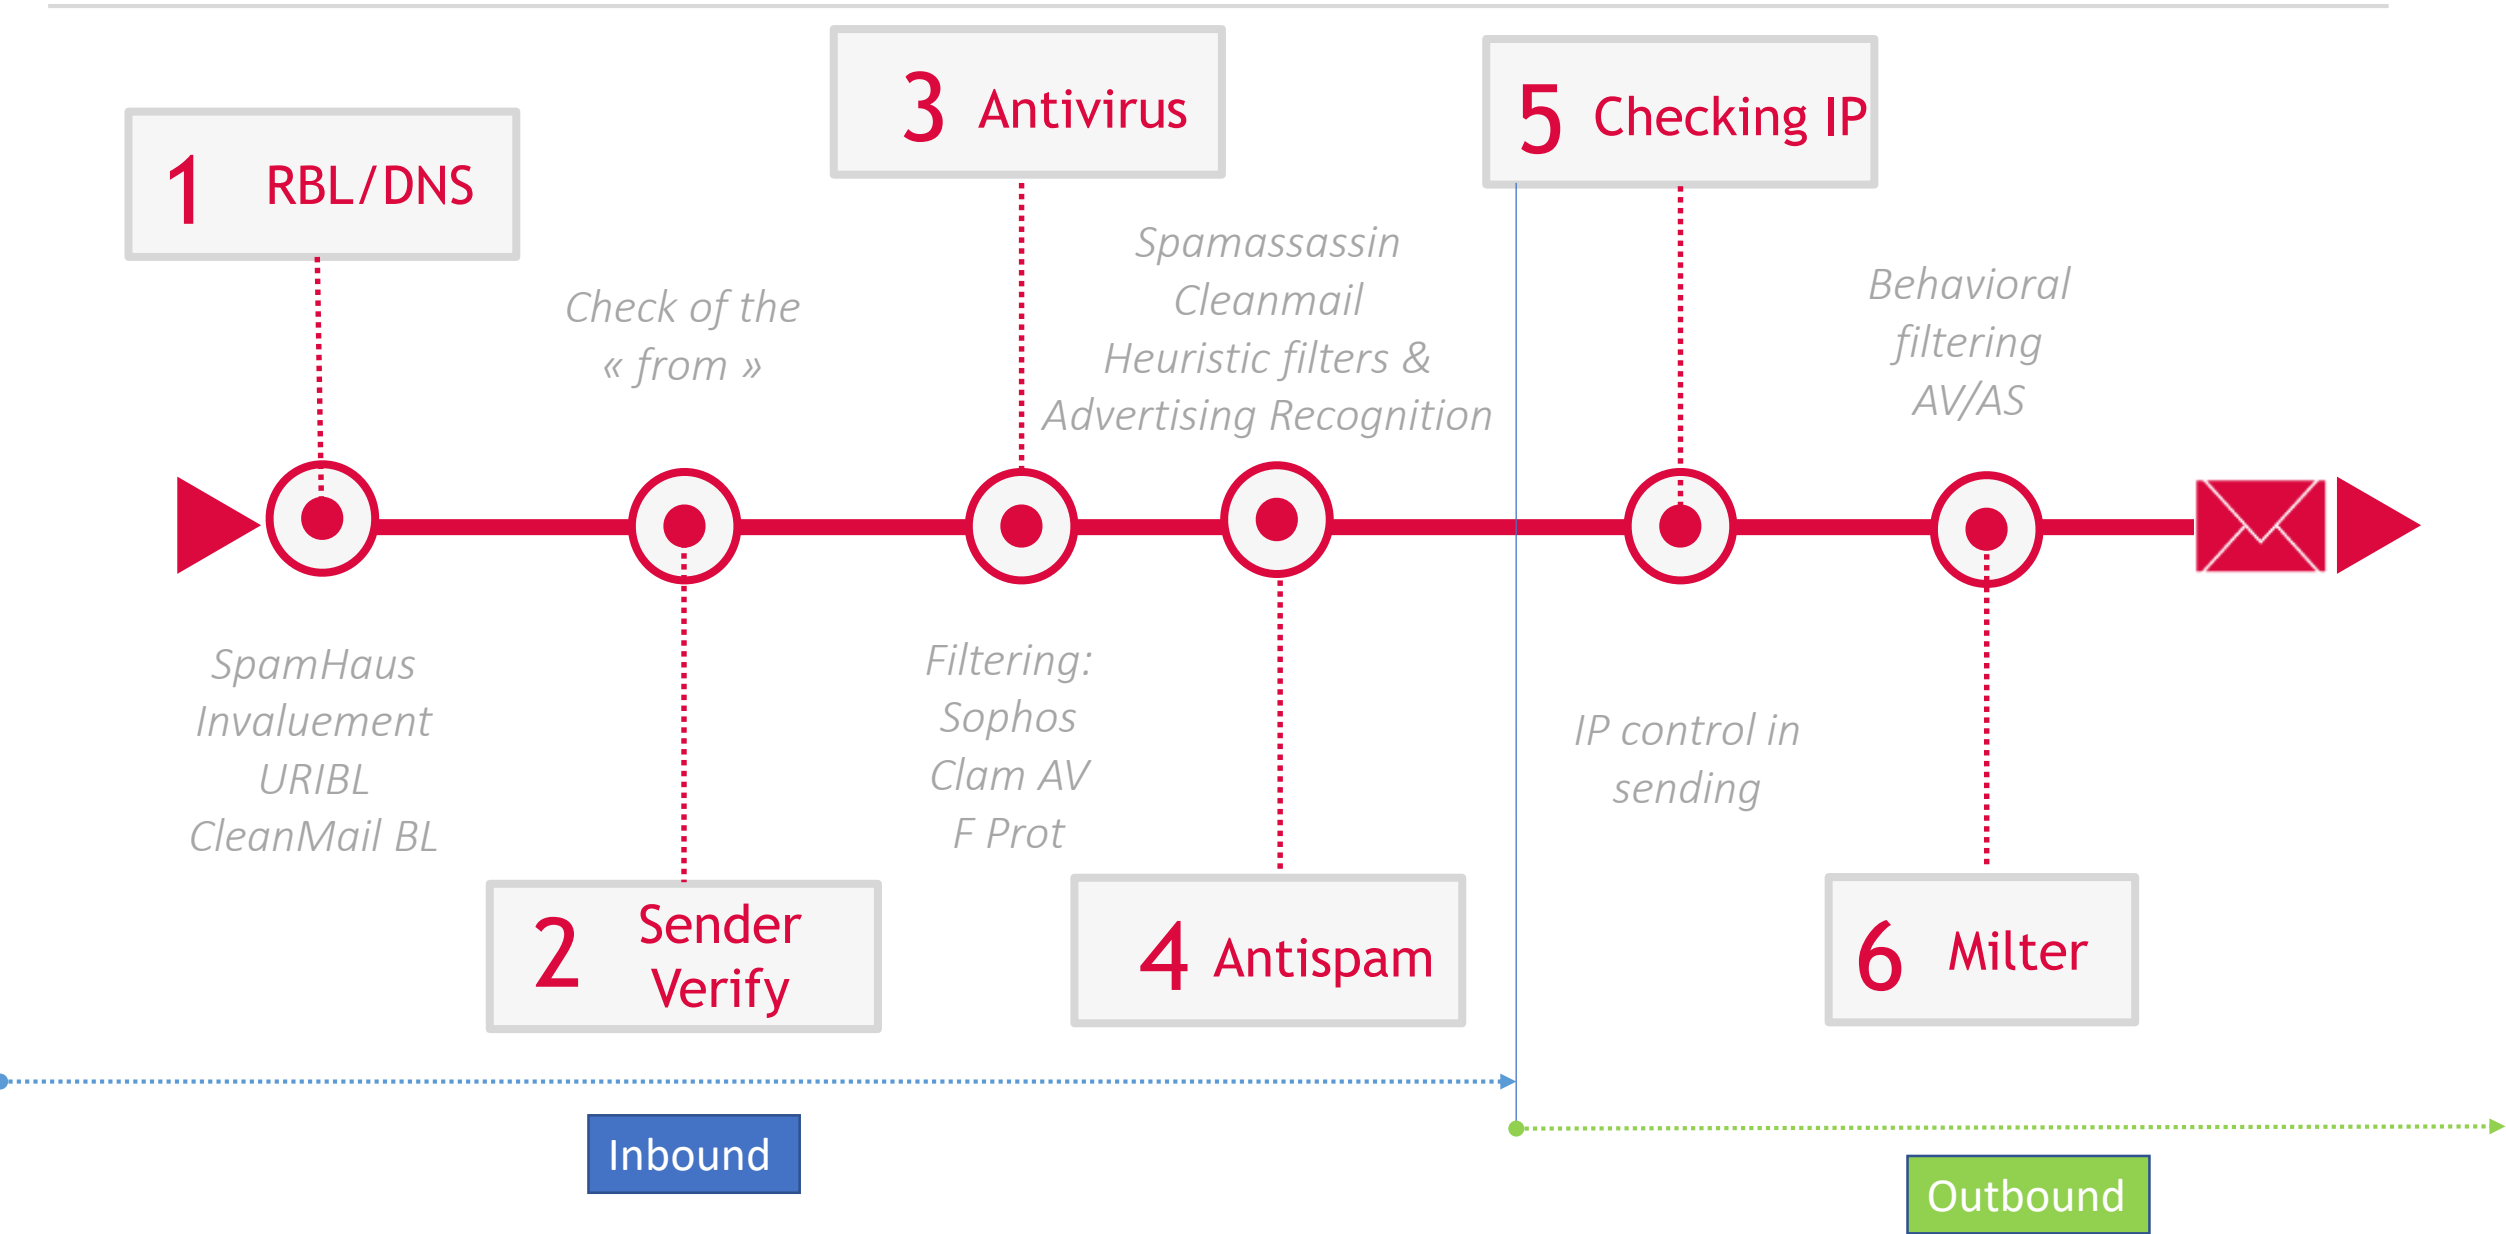 1 RBL/DNS
SpamHaus
Invaluement
URIBL
CleanMail BL
Check of the
« from »
2 Sender
Verify
3 Antivirus
Filtering:
Sophos
Clam AV
F Prot
Spamassassin
Cleanmail
Heuristic filters &
Advertising Recognition
4 Antispam
5 Checking IP
IP control in
sending
Behavioral
filtering
AV/AS
6 Milter
Inbound
Outbound